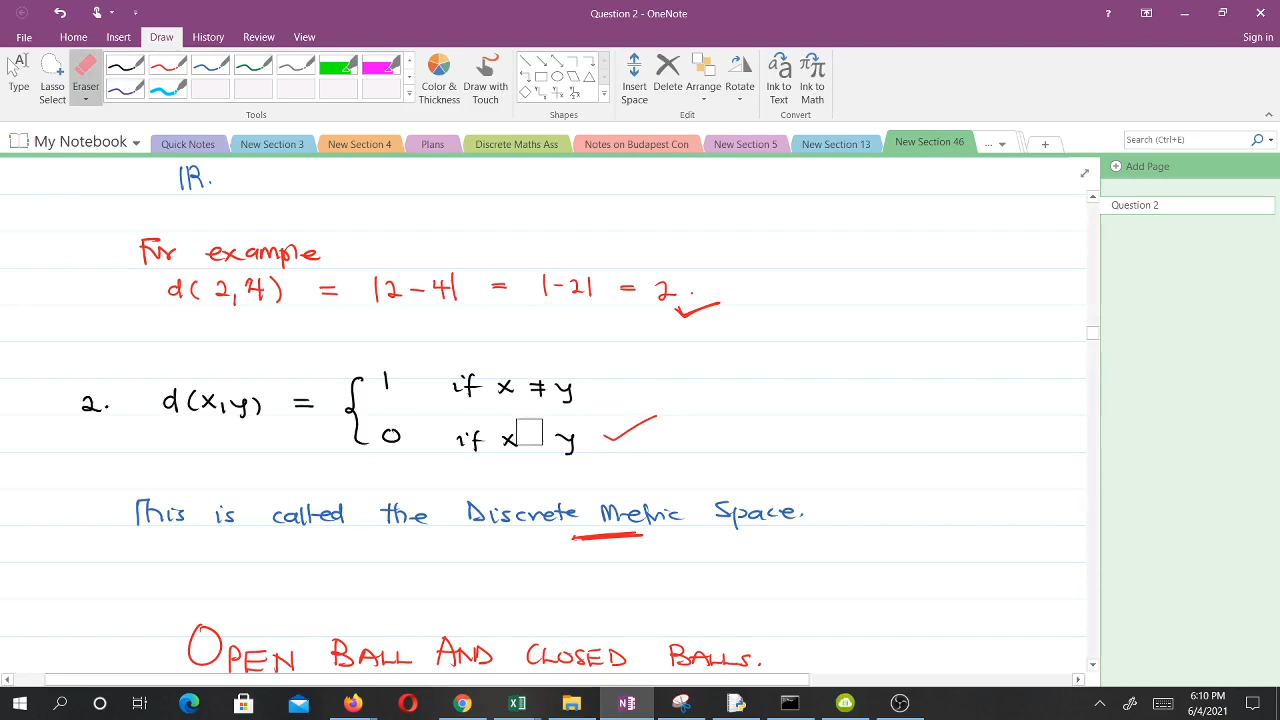 Question 2 - OneNote
File Home Insert Draw History Review View Sign in
Type Lasso Select Eraser Color & Thickness Draw with Touch Insert Space Delete Arrange Rotate Ink to Text Ink to Math
Tools Shapes Edit Convert
My Notebook Quick Notes New Section 3 New Section 4 Plans Discrete Maths Ass Notes on Budapest Con New Section 5 New Section 13 New Section 46 ... Search (Ctrl+E)
Add Page
Question 2
IR.
For example
d( 2, 4 ) = |2 - 4| = |-2| = 2.
2. d(x,y) = { 1 if x ≠ y
0 if x y
This is called the Discrete Metric Space.
OPEN BALL AND CLOSED BALLS.
6:10 PM
6/4/2021